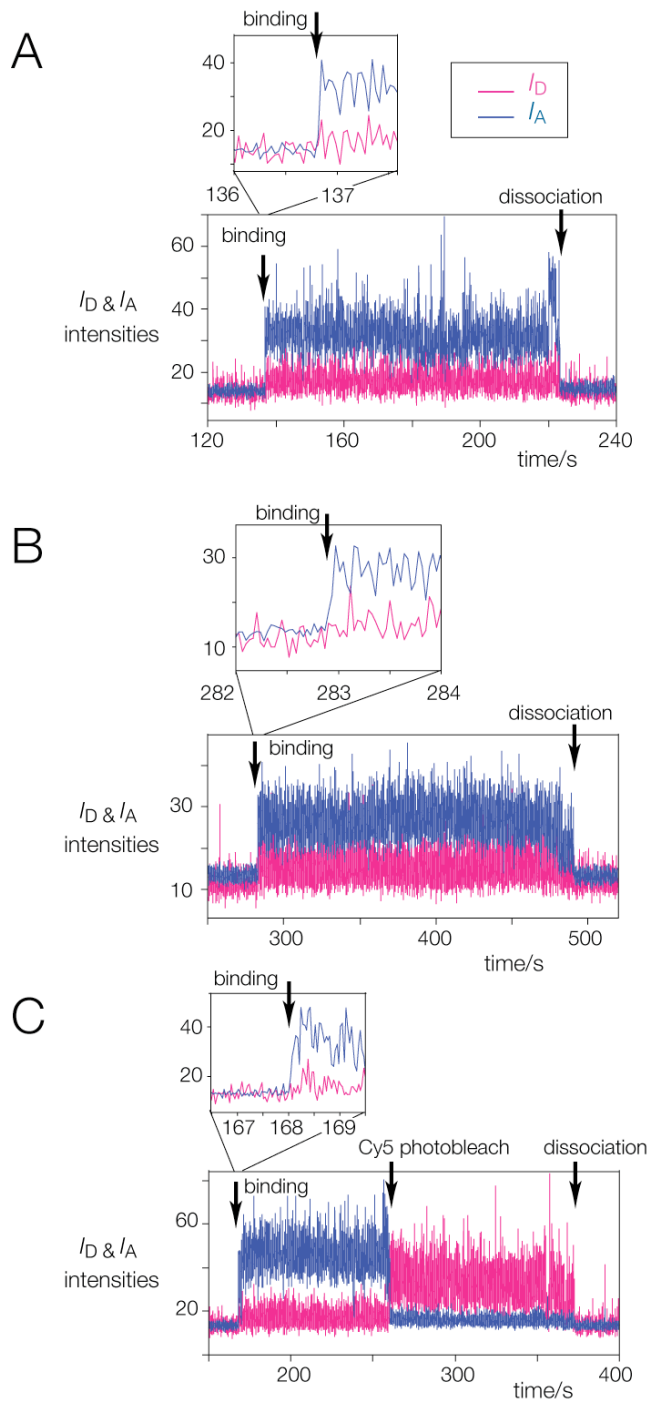 binding
A
40
20
136 137
I_D
I_A
dissociation
binding
60
40
20
I_D & I_A
intensities
120 160 200 240
time/s
B
binding
30
10
282 283 284
dissociation
binding
30
10
I_D & I_A
intensities
300 400 500
time/s
C
binding
40
20
167 168 169
Cy5 photobleach
dissociation
binding
60
20
I_D & I_A
intensities
200 300 400
time/s